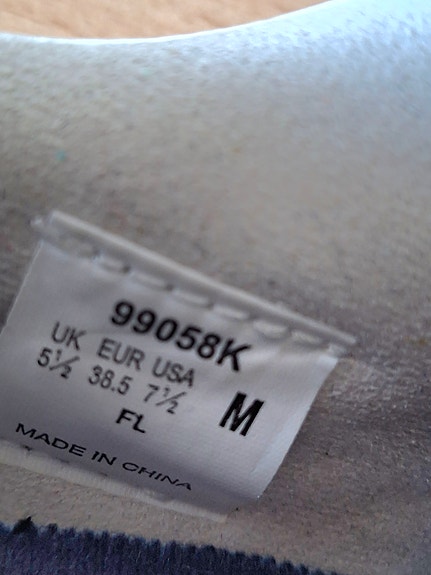 99058K
UK EUR USA
5½ 38.5 7½ M
FL
MADE IN CHINA